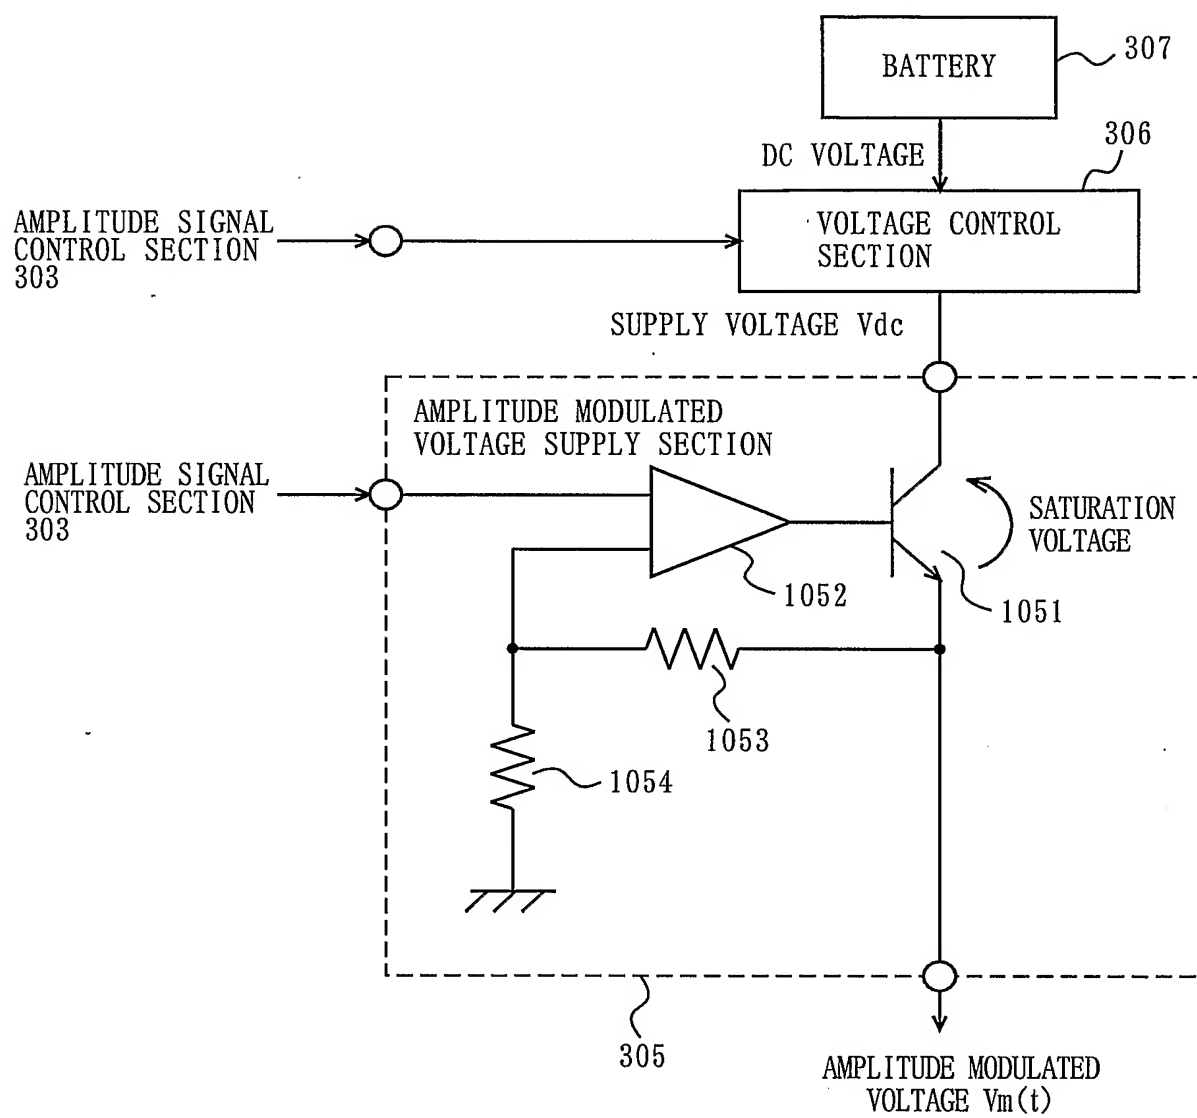 BATTERY
307
DC VOLTAGE
306
VOLTAGE CONTROL
SECTION
AMPLITUDE SIGNAL
CONTROL SECTION
303
SUPPLY VOLTAGE Vdc
AMPLITUDE MODULATED
VOLTAGE SUPPLY SECTION
AMPLITUDE SIGNAL
CONTROL SECTION
303
SATURATION
VOLTAGE
1052
1051
1053
1054
305
AMPLITUDE MODULATED
VOLTAGE Vm(t)